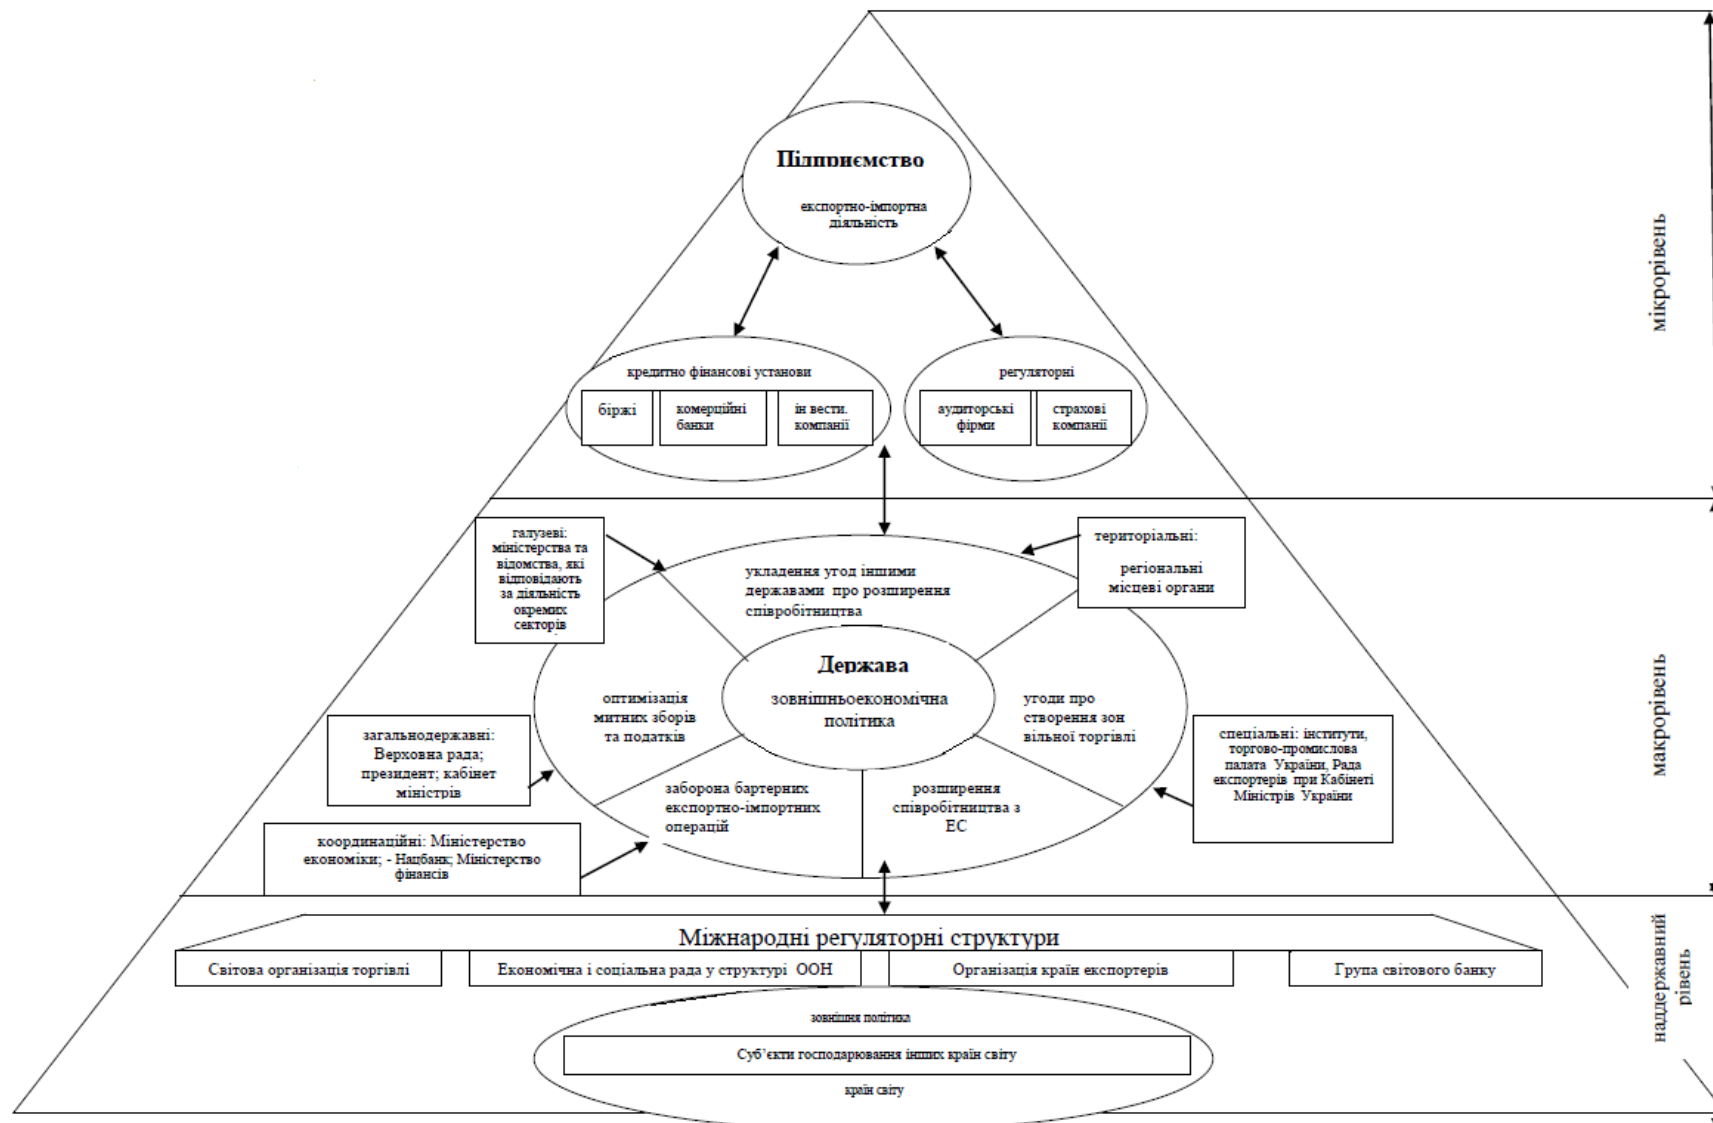 Підприємство
експортно-імпортна
діяльність
мікрорівень
кредитно фінансові установи
біржі
комерційні
банки
ін вести.
компанії
регуляторні
аудиторські
фірми
страхові
компанії
галузеві:
міністерства та
відомства, які
відповідають
за діяльність
окремих
секторів
територіальні:
регіональні
місцеві органи
укладення угод іншими
державами про розширення
співробітництва
Держава
зовнішньоекономічна
політика
оптимізація
митних зборів
та податків
угоди про
створення зон
вільної торгівлі
макрорівень
загальнодержавні:
Верховна рада;
президент; кабінет
міністрів
спеціальні: інститути,
торгово-промислова
палата України, Рада
експортерів при Кабінеті
Міністрів України
заборона бартерних
експортно-імпортних
операцій
розширення
співробітництва з
ЕС
координаційні: Міністерство
економіки; - Нацбанк; Міністерство
фінансів
Міжнародні регуляторні структури
Світова організація торгівлі
Економічна і соціальна рада у структурі ООН
Організація країн експортерів
Група світового банку
наддержавний
рівень
зовнішня політика
Суб’єкти господарювання інших країн світу
країн світу